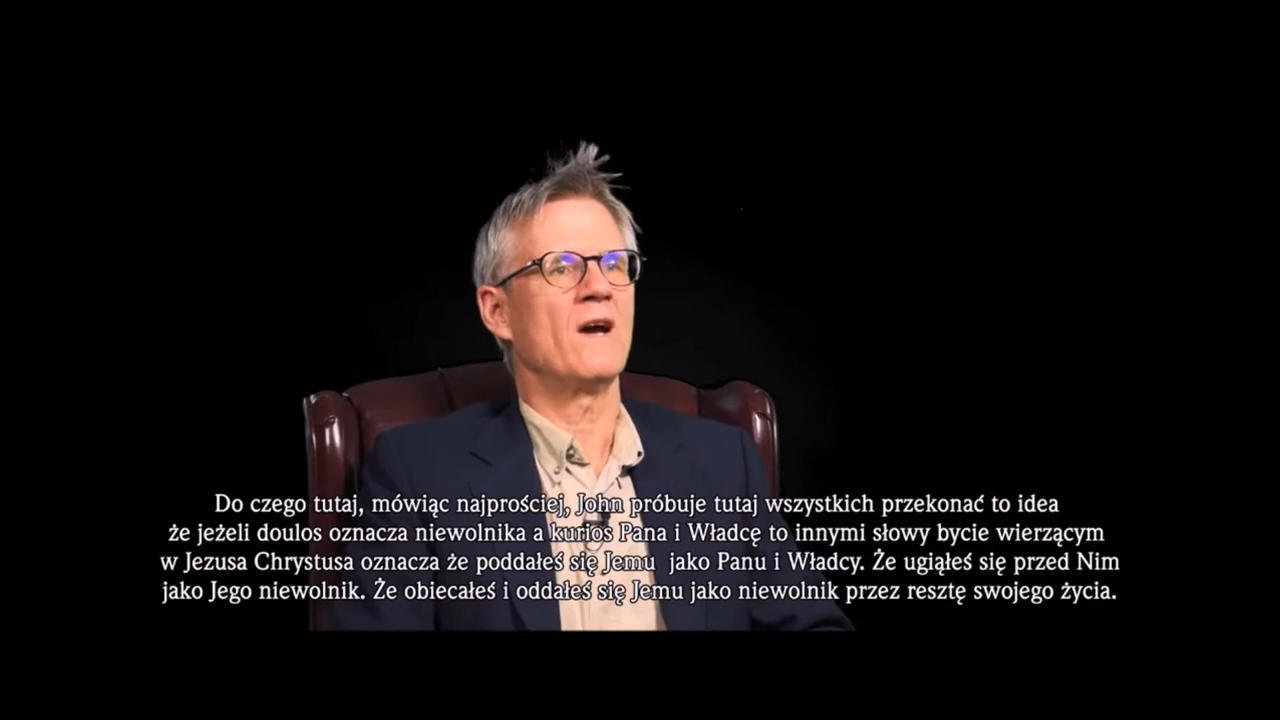 Do czego tutaj, mówiąc najprościej, John próbuje tutaj wszystkich przekonać to idea
że jeżeli doulos oznacza niewolnika a kurios Pana i Władcę to innymi słowy bycie wierzącym
w Jezusa Chrystusa oznacza że poddałeś się Jemu  jako Panu i Władcy. Że ugiąłeś się przed Nim
jako Jego niewolnik. Że obiecałeś i oddałeś się Jemu jako niewolnik przez resztę swojego życia.